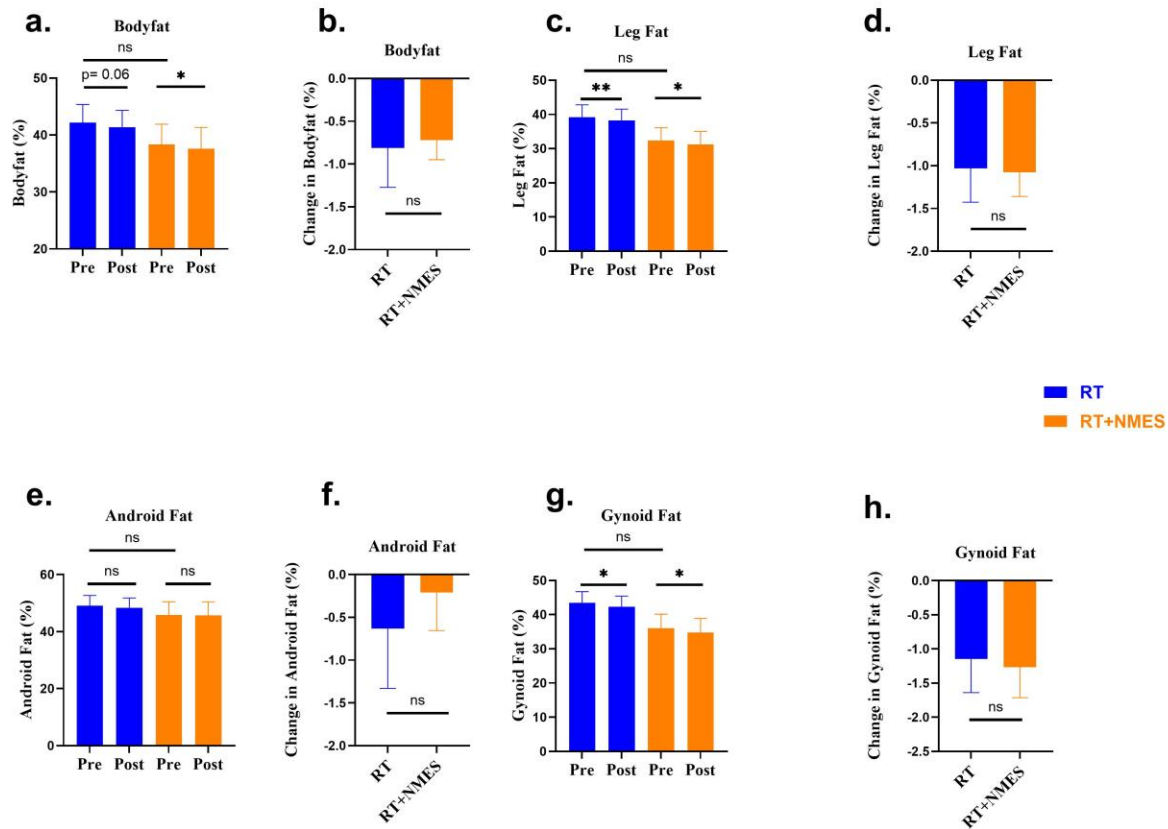 a.
Bodyfat
ns
p= 0.06
*
Bodyfat (%)
50
40
30
20
Pre Post Pre Post
b.
Bodyfat
Change in Bodyfat (%)
0.0
-0.5
-1.0
-1.5
-2.0
ns
RT
RT+NMES
c.
Leg Fat
ns
** *
Leg Fat (%)
50
40
30
20
10
0
Pre Post Pre Post
d.
Leg Fat
Change in Leg Fat (%)
0.0
-0.5
-1.0
-1.5
-2.0
ns
RT
RT+NMES
RT
RT+NMES
e.
Android Fat
ns
ns ns
Android Fat (%)
60
40
20
0
Pre Post Pre Post
f.
Android Fat
Change in Android Fat (%)
0.0
-0.5
-1.0
-1.5
-2.0
ns
RT
RT+NMES
g.
Gynoid Fat
ns
* *
Gynoid Fat (%)
50
40
30
20
10
0
Pre Post Pre Post
h.
Gynoid Fat
Change in Gynoid Fat (%)
0.0
-0.5
-1.0
-1.5
-2.0
-2.5
ns
RT
RT+NMES